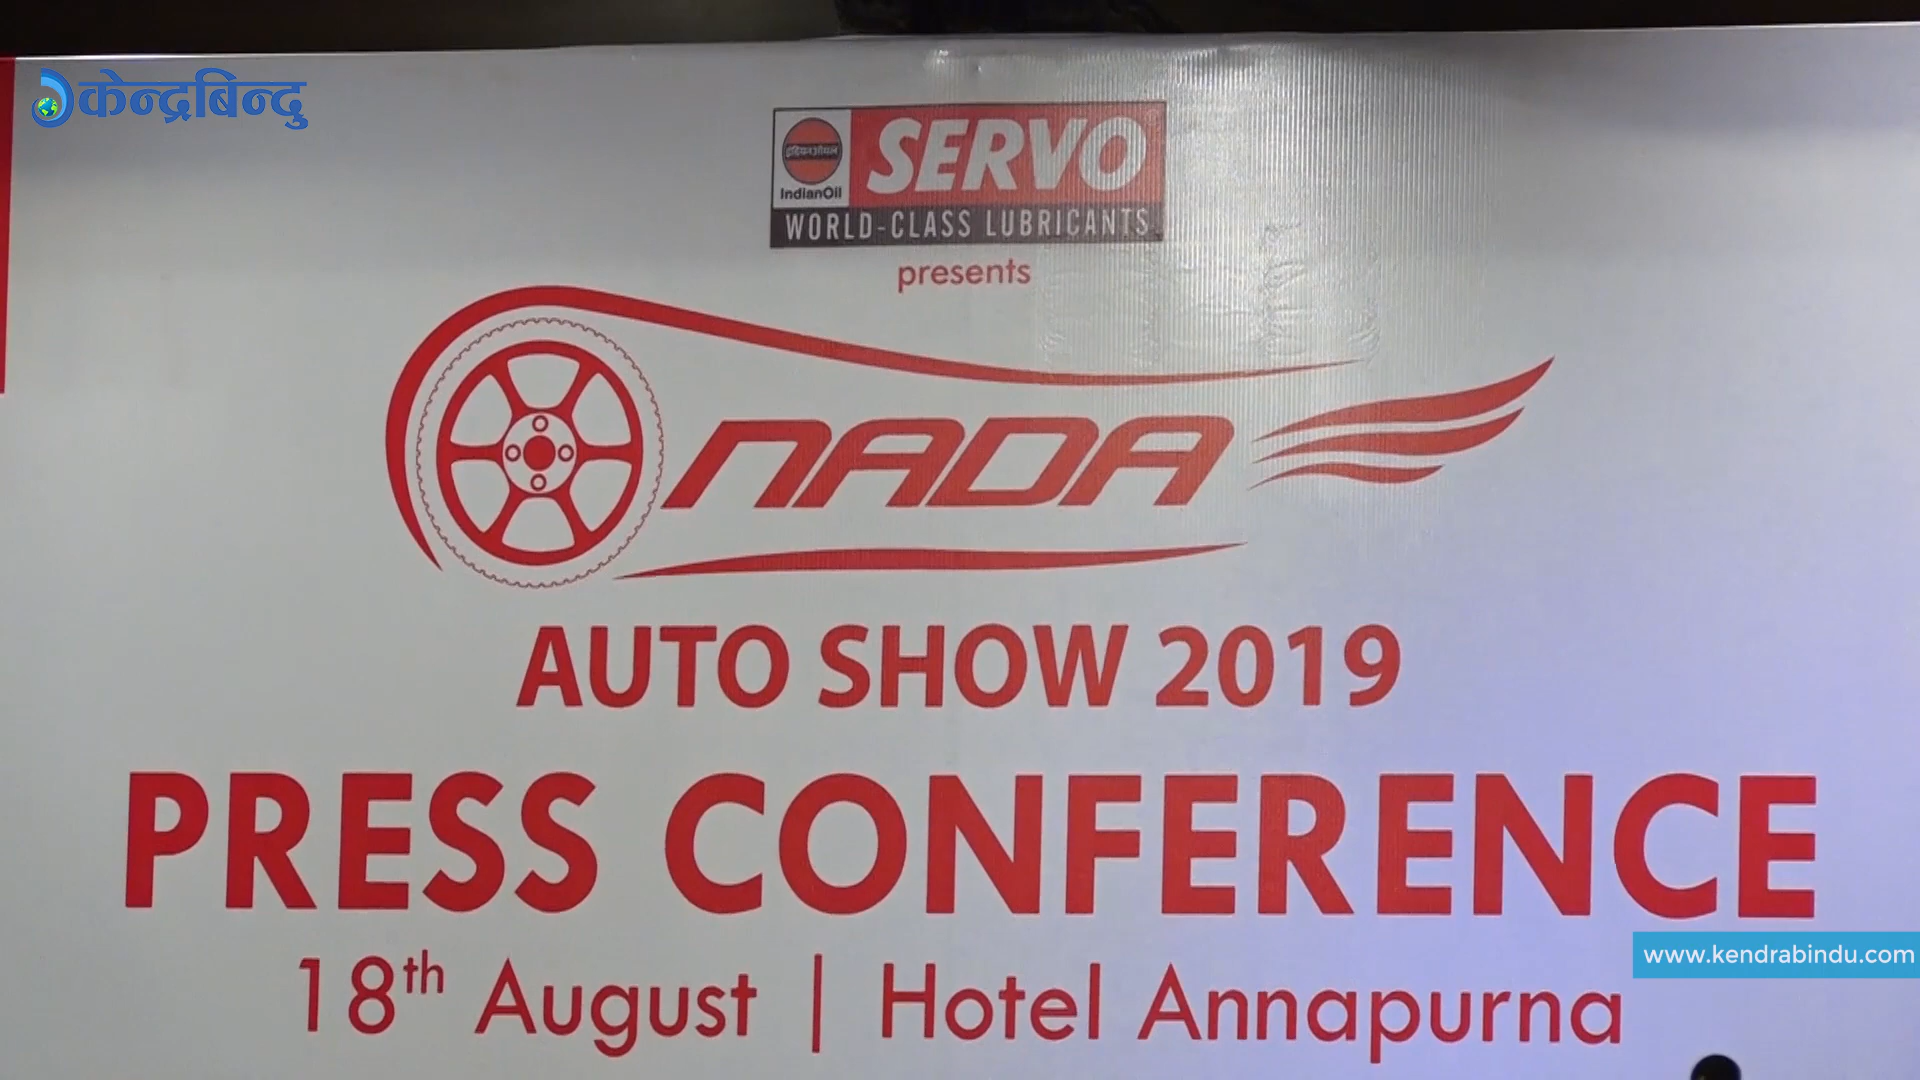 केन्द्रबिन्दु
इंडियनऑयल
IndianOil
SERVO
WORLD-CLASS LUBRICANTS
presents
NADA
AUTO SHOW 2019
PRESS CONFERENCE
www.kendrabindu.com
18th August | Hotel Annapurna